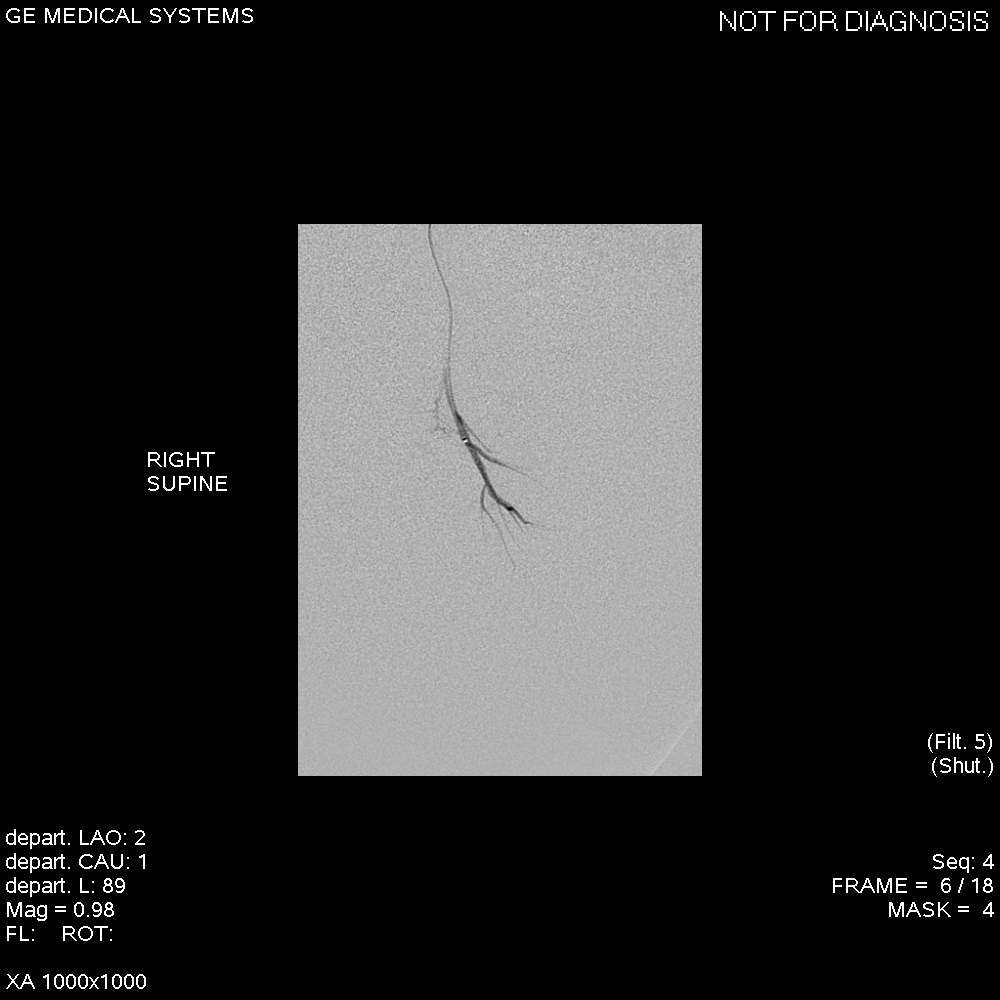 GE MEDICAL SYSTEMS
NOT FOR DIAGNOSIS
RIGHT
SUPINE
(Filt. 5)
(Shut.)
depart. LAO: 2
depart. CAU: 1
depart. L: 89
Mag = 0.98
FL: ROT:
Seq: 4
FRAME = 6 / 18
MASK = 4
XA 1000x1000